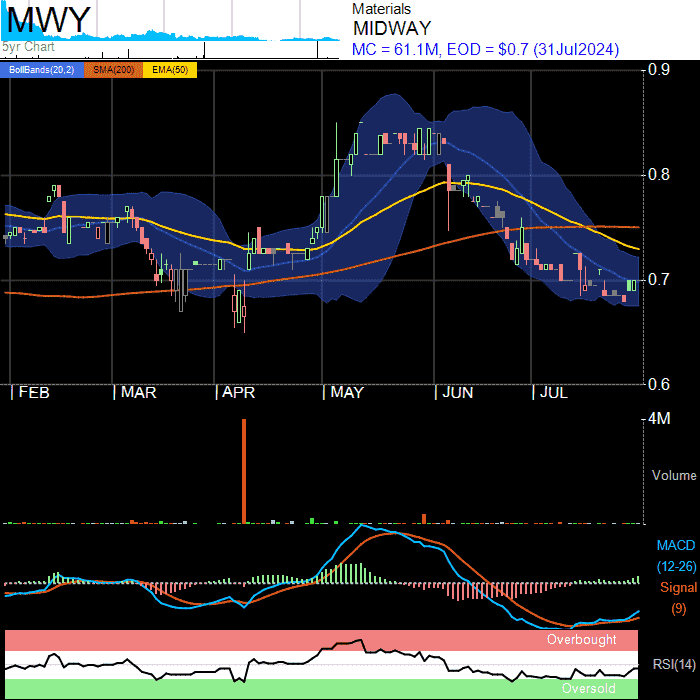 MWY
5yr Chart
Materials
MIDWAY
MC = 61.1M, EOD = $0.7 (31Jul2024)
BollBands(20,2) SMA(200) EMA(50)
0.9
0.8
0.7
0.6
FEB MAR APR MAY JUN JUL
4M
Volume
MACD
(12-26)
Signal
(9)
Overbought
RSI(14)
Oversold